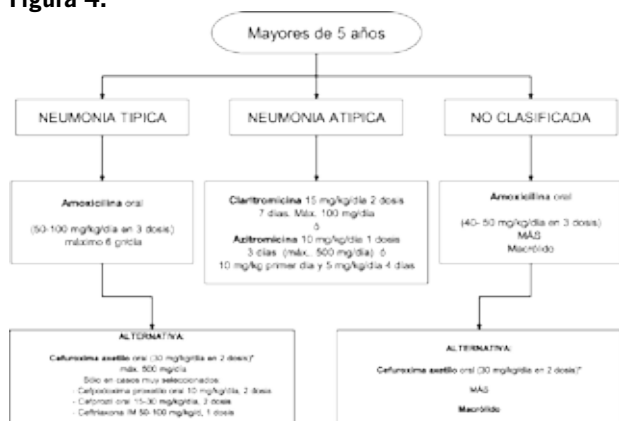 Figura 4.
Mayores de 5 años
NEUMONIA TIPICA
NEUMONIA ATIPICA
NO CLASIFICADA
Amoxicilina oral
(50-100 mg/kg/día en 3 dosis)
máximo 6 gr/día
Claritromicina 15 mg/kg/día 2 dosis
7 días. Máx. 100 mg/día
ó
Azitromicina 10 mg/kg/día 1 dosis
3 días (máx.. 500 mg/día) ó
10 mg/kg primer día y 5 mg/kg/día 4 días
Amoxicilina oral
(40- 50 mg/kg/día en 3 dosis)
MÁS
Macrólido
ALTERNATIVA:
Cefuroxima axetilo oral (30 mg/kg/día en 2 dosis)*
máx. 500 mg/día
Sólo en casos muy seleccionados:
- Cefpodoxima proxetilo oral 10 mg/kg/día, 2 dosis
- Cefprozil oral 15-30 mg/kg/día, 2 dosis
- Ceftriaxona IM 50-100 mg/kg/d, 1 dosis
ALTERNATIVA:
Cefuroxima axetilo oral (30 mg/kg/día en 2 dosis)*
MÁS
Macrólido